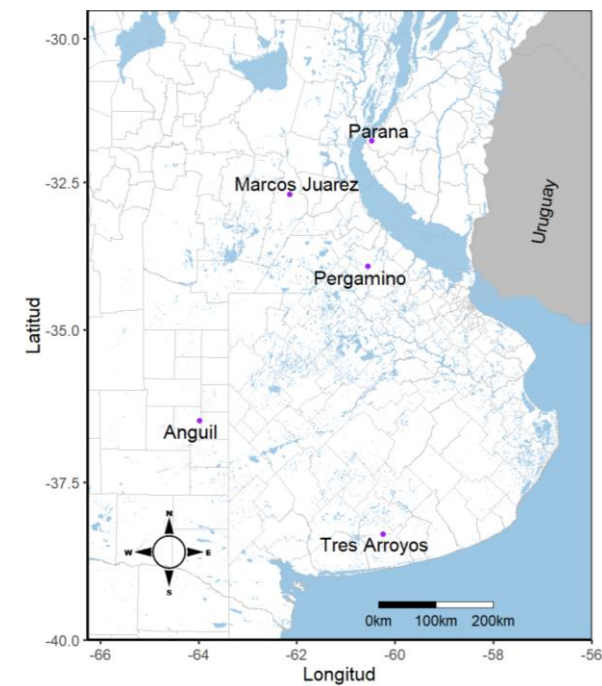 -30.0
Parana
Marcos Juarez
-32.5
Uruguay
Pergamino
Latitud
-35.0
Anguil
-37.5
N
W
E
S
Tres Arroyos
0km 100km 200km
-40.0
-66 -64 -62 -60 -58 -56
Longitud